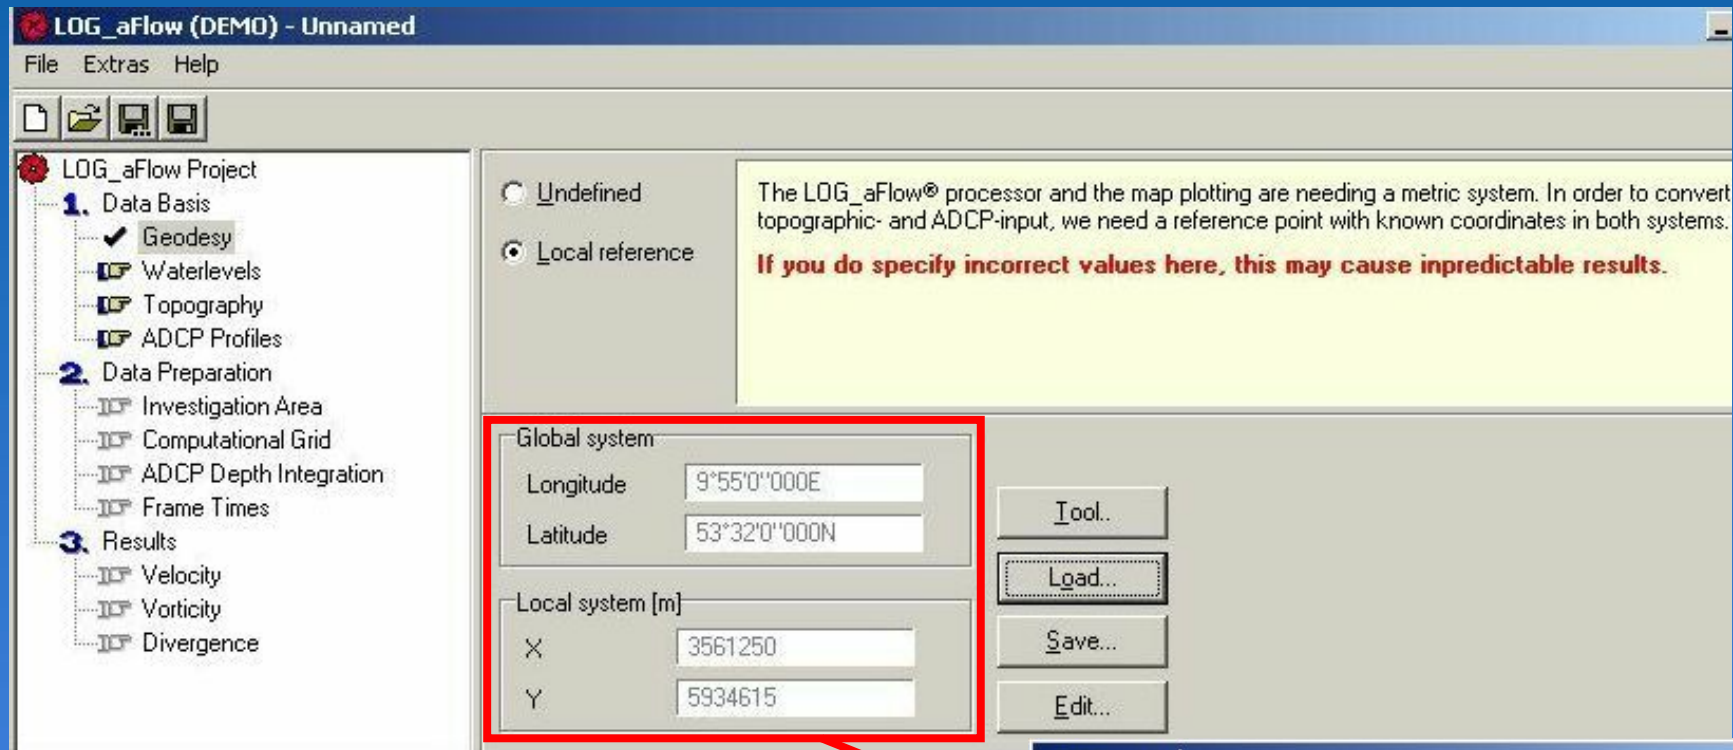 LOG_aFlow (DEMO) - Unnamed
File Extras Help
LOG_aFlow Project
1. Data Basis
Geodesy
Waterlevels
Topography
ADCP Profiles
2. Data Preparation
Investigation Area
Computational Grid
ADCP Depth Integration
Frame Times
3. Results
Velocity
Vorticity
Divergence
Undefined
Local reference
The LOG_aFlow® processor and the map plotting are needing a metric system. In order to convert
topographic- and ADCP-input, we need a reference point with known coordinates in both systems.
If you do specify incorrect values here, this may cause inpredictable results.
Global system
Longitude 9°55'0''000E
Latitude 53°32'0''000N
Local system [m]
X 3561250
Y 5934615
Tool..
Load...
Save...
Edit...